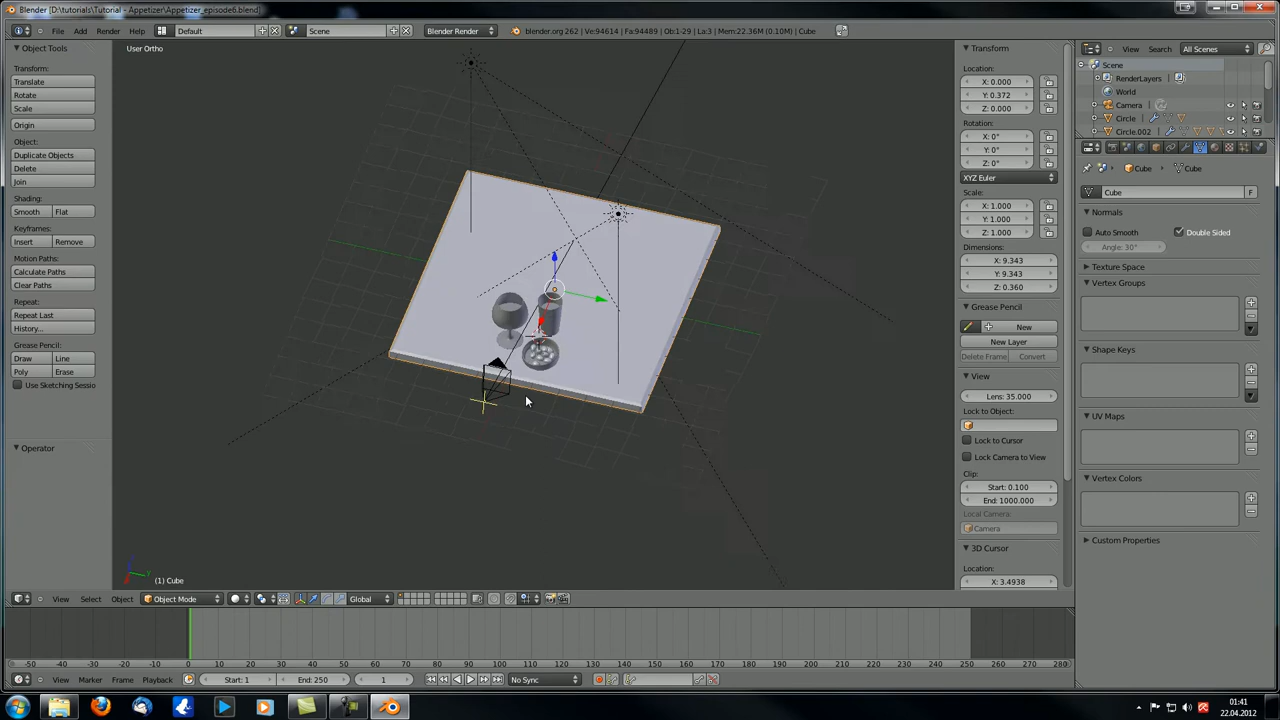 Blender [D:\tutorials\Tutorial - Appetizer\Appetizer_episode6.blend]
File Add Render Help Default Scene Blender Render blender.org 262 | Ve:94614 | Fa:94489 | Ob:1-29 | La:3 | Mem:22.36M (0.10M) | Cube View Search All Scenes
Object Tools
Transform:
Translate
Rotate
Scale
Origin
Object:
Duplicate Objects
Delete
Join
Shading:
Smooth Flat
Keyframes:
Insert Remove
Motion Paths:
Calculate Paths
Clear Paths
Repeat:
Repeat Last
History...
Grease Pencil:
Draw Line
Poly Erase
Use Sketching Sessio
Operator
User Ortho
(1) Cube
Transform
Location:
X: 0.000
Y: 0.372
Z: 0.000
Rotation:
X: 0°
Y: 0°
Z: 0°
XYZ Euler
Scale:
X: 1.000
Y: 1.000
Z: 1.000
Dimensions:
X: 9.343
Y: 9.343
Z: 0.360
Grease Pencil
New
New Layer
Delete Frame Convert
View
Lens: 35.000
Lock to Object:
Lock to Cursor
Lock Camera to View
Clip:
Start: 0.100
End: 1000.000
Local Camera:
Camera
3D Cursor
Location:
X: 3.4938
Scene
RenderLayers
World
Camera
Circle
Circle.002
Cube Cube
Cube F
Normals
Auto Smooth Double Sided
Angle: 30°
Texture Space
Vertex Groups
Shape Keys
UV Maps
Vertex Colors
Custom Properties
View Select Object Object Mode Global
-50 -40 -30 -20 -10 0 10 20 30 40 50 60 70 80 90 100 110 120 130 140 150 160 170 180 190 200 210 220 230 240 250 260 270 280
View Marker Frame Playback Start: 1 End: 250 1 No Sync
01:41
22.04.2012